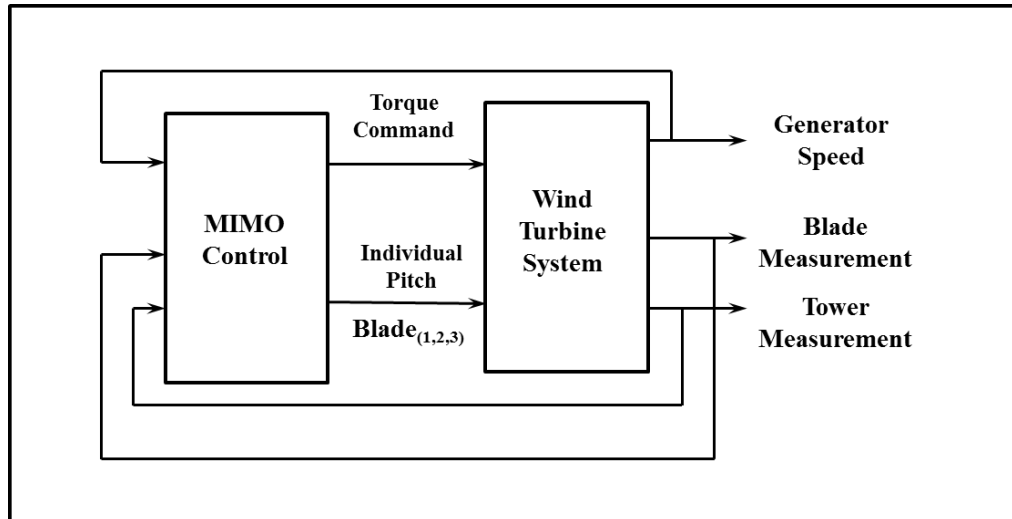 Torque
Command
Generator
Speed
MIMO
Control
Wind
Turbine
System
Individual
Pitch
Blade(1,2,3)
Blade
Measurement
Tower
Measurement